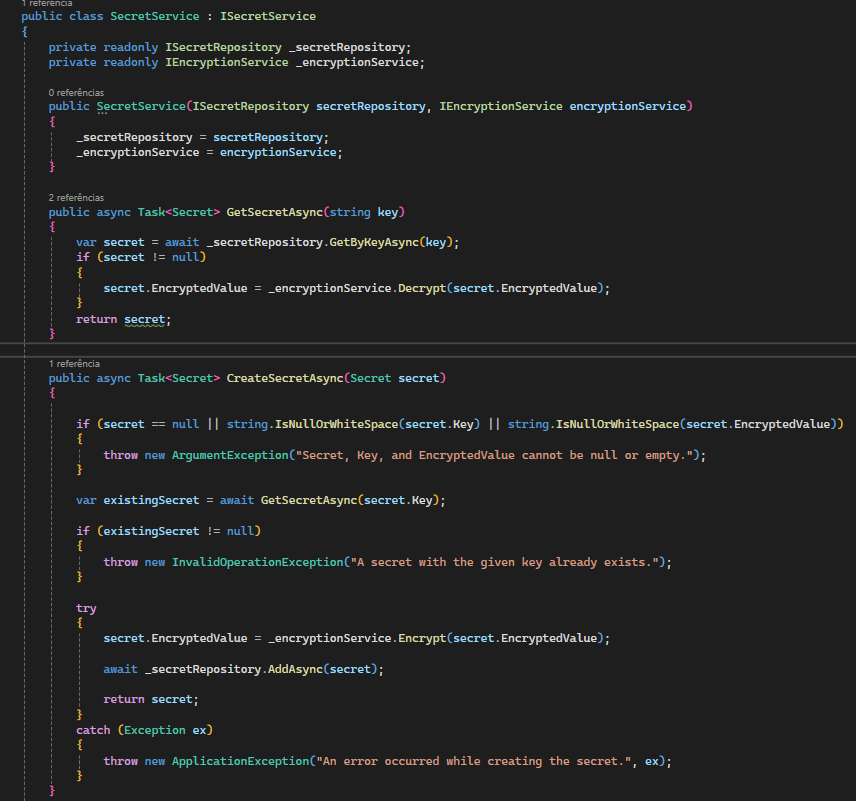 1 referência
public class SecretService : ISecretService
{
private readonly ISecretRepository _secretRepository;
private readonly IEncryptionService _encryptionService;
0 referências
public SecretService(ISecretRepository secretRepository, IEncryptionService encryptionService)
{
_secretRepository = secretRepository;
_encryptionService = encryptionService;
}
2 referências
public async Task<Secret> GetSecretAsync(string key)
{
var secret = await _secretRepository.GetByKeyAsync(key);
if (secret != null)
{
secret.EncryptedValue = _encryptionService.Decrypt(secret.EncryptedValue);
}
return secret;
}
1 referência
public async Task<Secret> CreateSecretAsync(Secret secret)
{
if (secret == null || string.IsNullOrWhiteSpace(secret.Key) || string.IsNullOrWhiteSpace(secret.EncryptedValue))
{
throw new ArgumentException("Secret, Key, and EncryptedValue cannot be null or empty.");
}
var existingSecret = await GetSecretAsync(secret.Key);
if (existingSecret != null)
{
throw new InvalidOperationException("A secret with the given key already exists.");
}
try
{
secret.EncryptedValue = _encryptionService.Encrypt(secret.EncryptedValue);
await _secretRepository.AddAsync(secret);
return secret;
}
catch (Exception ex)
{
throw new ApplicationException("An error occurred while creating the secret.", ex);
}
}